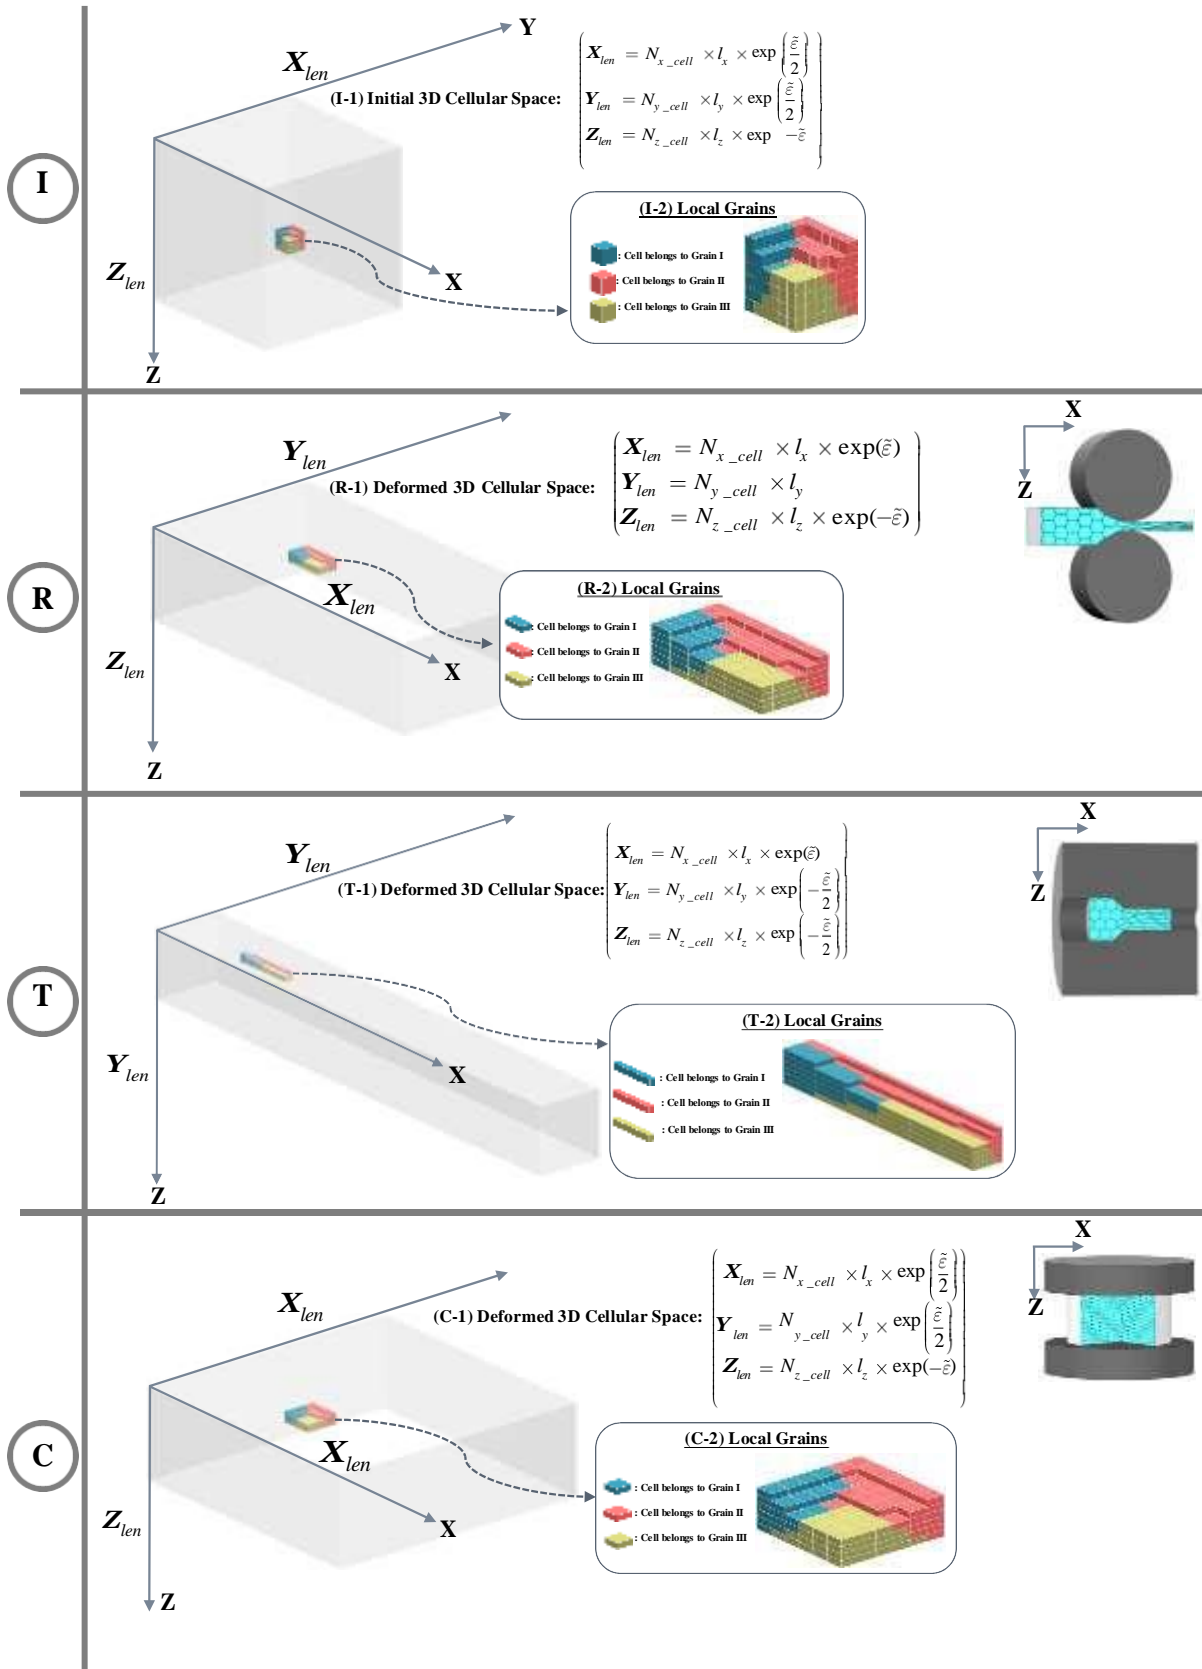 Y
X_len
(I-1) Initial 3D Cellular Space:
X_len = N_x_cell × l_x × exp(ε̃/2)
Y_len = N_y_cell × l_y × exp(ε̃/2)
Z_len = N_z_cell × l_z × exp -ε̃
I
(I-2) Local Grains
: Cell belongs to Grain I
: Cell belongs to Grain II
: Cell belongs to Grain III
Z_len
X
Z
Y_len
(R-1) Deformed 3D Cellular Space:
X_len = N_x_cell × l_x × exp(ε̃)
Y_len = N_y_cell × l_y
Z_len = N_z_cell × l_z × exp(-ε̃)
X
Z
R
(R-2) Local Grains
: Cell belongs to Grain I
: Cell belongs to Grain II
: Cell belongs to Grain III
X_len
Z_len
X
Z
Y_len
(T-1) Deformed 3D Cellular Space:
X_len = N_x_cell × l_x × exp(ε̃)
Y_len = N_y_cell × l_y × exp(-ε̃/2)
Z_len = N_z_cell × l_z × exp(-ε̃/2)
X
Z
T
(T-2) Local Grains
: Cell belongs to Grain I
: Cell belongs to Grain II
: Cell belongs to Grain III
Y_len
X
Z
X_len
(C-1) Deformed 3D Cellular Space:
X_len = N_x_cell × l_x × exp(ε̃/2)
Y_len = N_y_cell × l_y × exp(ε̃/2)
Z_len = N_z_cell × l_z × exp(-ε̃)
X
Z
C
(C-2) Local Grains
: Cell belongs to Grain I
: Cell belongs to Grain II
: Cell belongs to Grain III
X_len
Z_len
X
Z